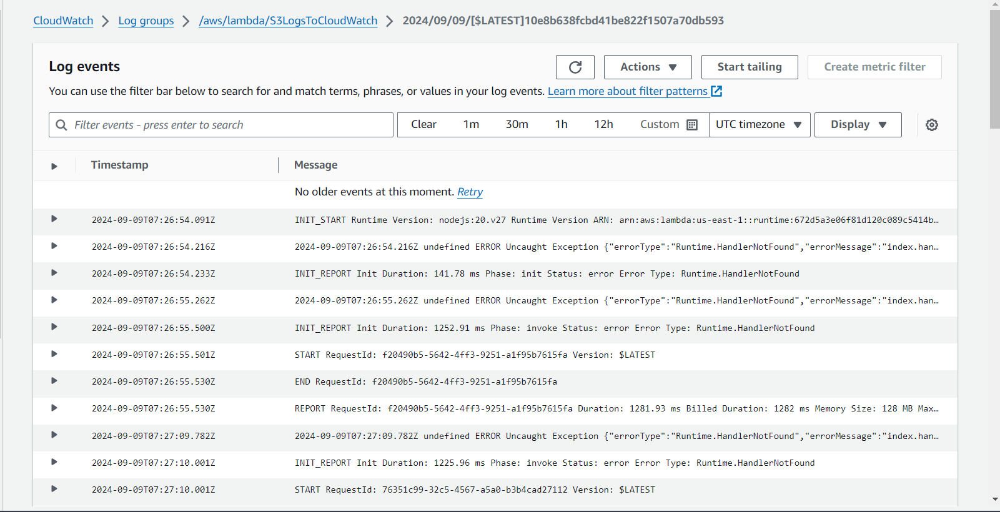 CloudWatch > Log groups > /aws/lambda/S3LogsToCloudWatch > 2024/09/09/[$LATEST]10e8b638fcbd41be822f1507a70db593
Log events
Actions ▼
Start tailing
Create metric filter
You can use the filter bar below to search for and match terms, phrases, or values in your log events. Learn more about filter patterns
Filter events - press enter to search
Clear 1m 30m 1h 12h Custom
UTC timezone ▼
Display ▼
Timestamp Message
No older events at this moment. Retry
2024-09-09T07:26:54.091Z INIT_START Runtime Version: nodejs:20.v27 Runtime Version ARN: arn:aws:lambda:us-east-1::runtime:672d5a3e06f81d120c089c5414b…
2024-09-09T07:26:54.216Z 2024-09-09T07:26:54.216Z undefined ERROR Uncaught Exception {"errorType":"Runtime.HandlerNotFound","errorMessage":"index.han…
2024-09-09T07:26:54.233Z INIT_REPORT Init Duration: 141.78 ms Phase: init Status: error Error Type: Runtime.HandlerNotFound
2024-09-09T07:26:55.262Z 2024-09-09T07:26:55.262Z undefined ERROR Uncaught Exception {"errorType":"Runtime.HandlerNotFound","errorMessage":"index.han…
2024-09-09T07:26:55.500Z INIT_REPORT Init Duration: 1252.91 ms Phase: invoke Status: error Error Type: Runtime.HandlerNotFound
2024-09-09T07:26:55.501Z START RequestId: f20490b5-5642-4ff3-9251-a1f95b7615fa Version: $LATEST
2024-09-09T07:26:55.530Z END RequestId: f20490b5-5642-4ff3-9251-a1f95b7615fa
2024-09-09T07:26:55.530Z REPORT RequestId: f20490b5-5642-4ff3-9251-a1f95b7615fa Duration: 1281.93 ms Billed Duration: 1282 ms Memory Size: 128 MB Max…
2024-09-09T07:27:09.782Z 2024-09-09T07:27:09.782Z undefined ERROR Uncaught Exception {"errorType":"Runtime.HandlerNotFound","errorMessage":"index.han…
2024-09-09T07:27:10.001Z INIT_REPORT Init Duration: 1225.96 ms Phase: invoke Status: error Error Type: Runtime.HandlerNotFound
2024-09-09T07:27:10.001Z START RequestId: 76351c99-32c5-4567-a5a0-b3b4cad27112 Version: $LATEST